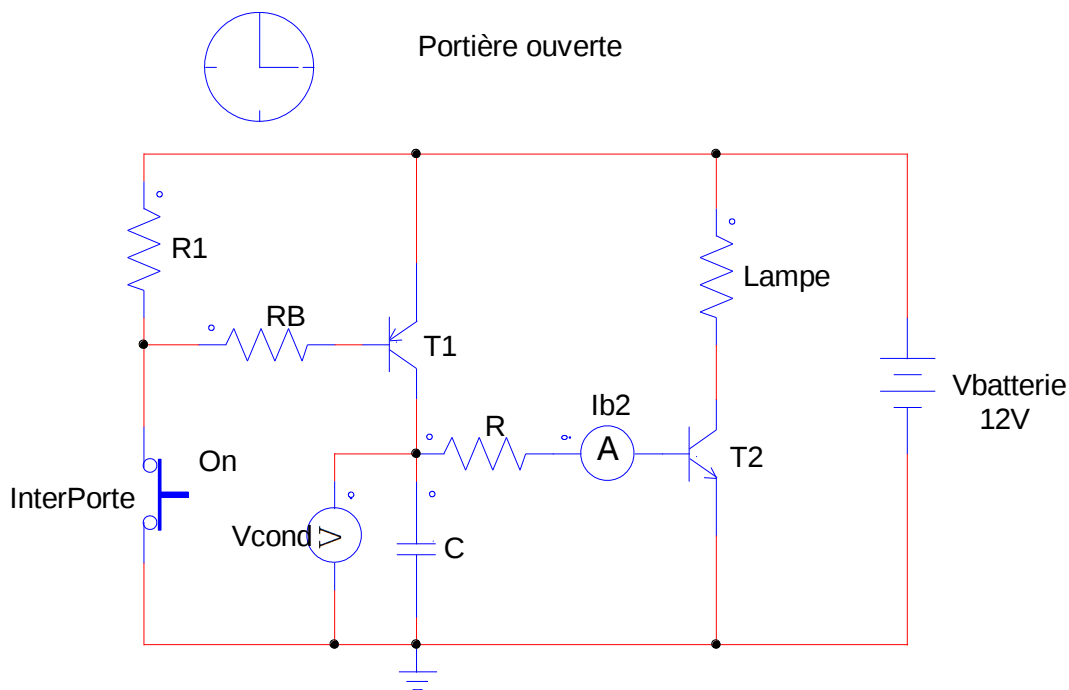 Portière ouverte
R1
Lampe
RB
T1
Vbatterie
12V
Ib2
R
A
T2
On
InterPorte
Vcond
V
C